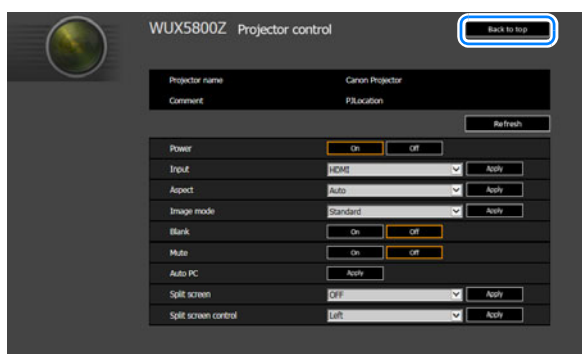 WUX5800Z Projector control
Back to top
Projector name Canon Projector
Comment PJLocation
Refresh
Power On Off
Input HDMI Apply
Aspect Auto Apply
Image mode Standard Apply
Blank On Off
Mute On Off
Auto PC Apply
Split screen OFF Apply
Split screen control Left Apply